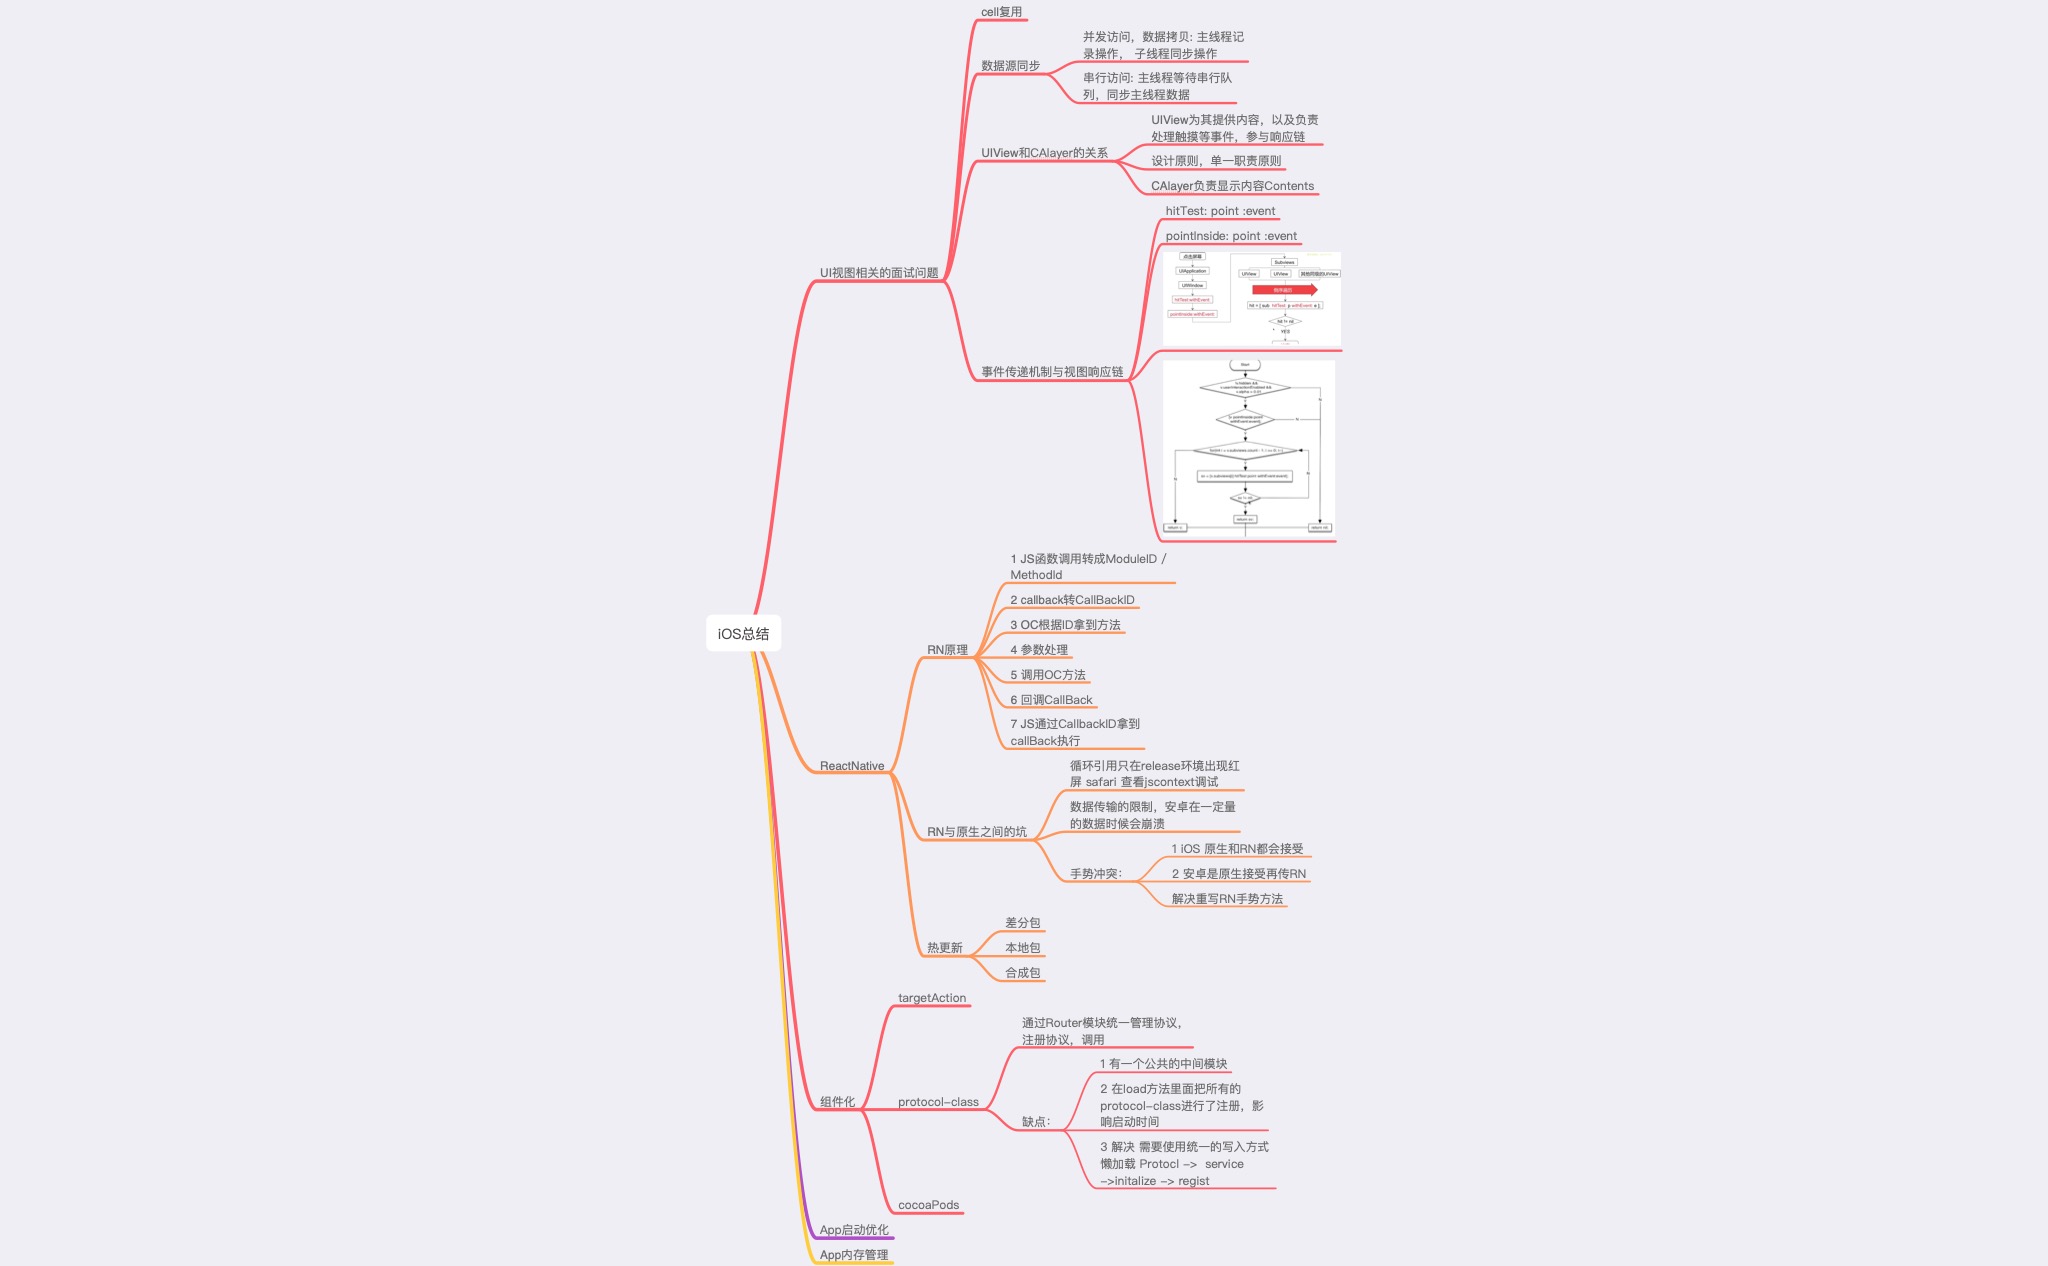 cell复用
并发访问，数据拷贝: 主线程记
录操作， 子线程同步操作
数据源同步
串行访问: 主线程等待串行队
列，同步主线程数据
UIView为其提供内容，以及负责
处理触摸等事件，参与响应链
UIView和CAlayer的关系
设计原则，单一职责原则
CAlayer负责显示内容Contents
hitTest: point :event
pointInside: point :event
UI视图相关的面试问题
点击屏幕
UIApplication
UIWindow
hitTest:withEvent:
pointInside:withEvent:
Subviews
UIView
UIView
其他同级的UIView
hit = [ sub hitTest: p withEvent: e ];
hit != nil
YES
事件传递机制与视图响应链
Start
N
N
N
N
return v;
return vv;
return nil;
iOS总结
1 JS函数调用转成ModuleID /
MethodId
2 callback转CallBackID
3 OC根据ID拿到方法
RN原理
4 参数处理
5 调用OC方法
6 回调CallBack
7 JS通过CallbackID拿到
callBack执行
ReactNative
循环引用只在release环境出现红
屏 safari 查看jscontext调试
数据传输的限制，安卓在一定量
的数据时候会崩溃
RN与原生之间的坑
1 iOS 原生和RN都会接受
手势冲突：
2 安卓是原生接受再传RN
解决重写RN手势方法
差分包
热更新
本地包
合成包
targetAction
通过Router模块统一管理协议，
注册协议，调用
1 有一个公共的中间模块
2 在load方法里面把所有的
protocol-class进行了注册，影
响启动时间
组件化
protocol-class
缺点：
3 解决 需要使用统一的写入方式
懒加载 Protocl ->  service
->initalize -> regist
cocoaPods
App启动优化
App内存管理